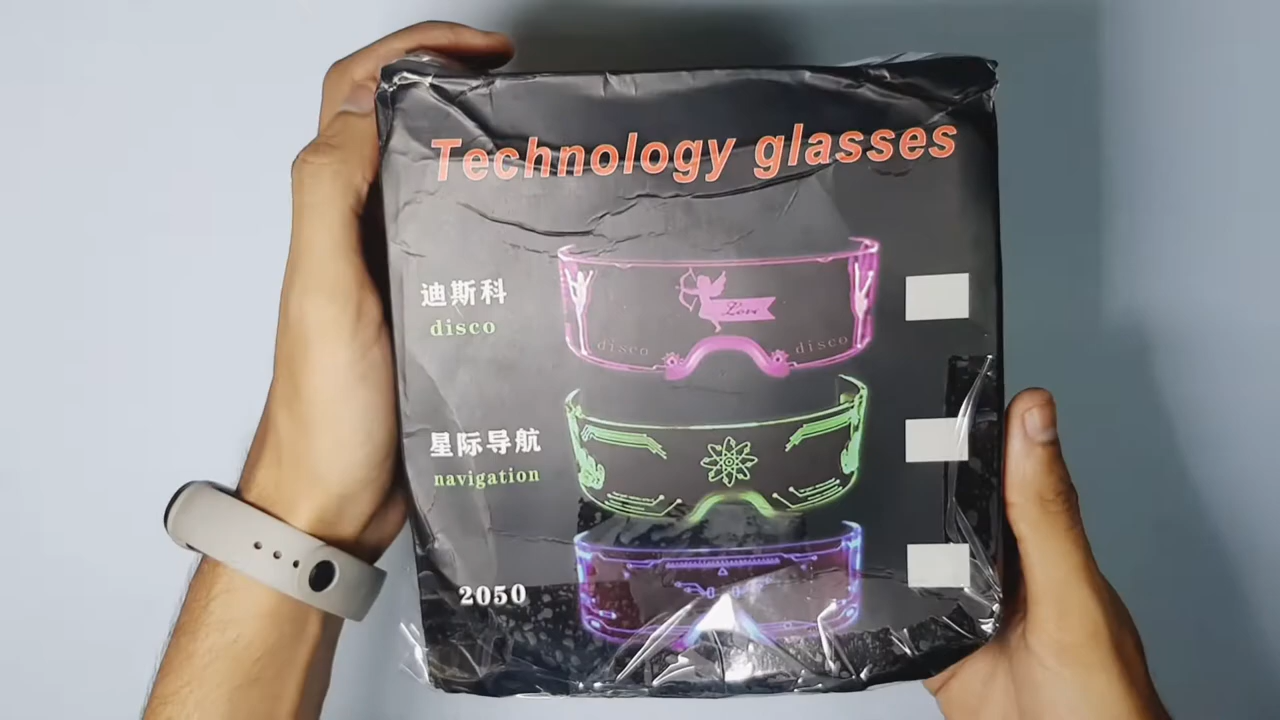 Technology glasses
迪斯科
disco
Love
disco
disco
星际导航
navigation
2050